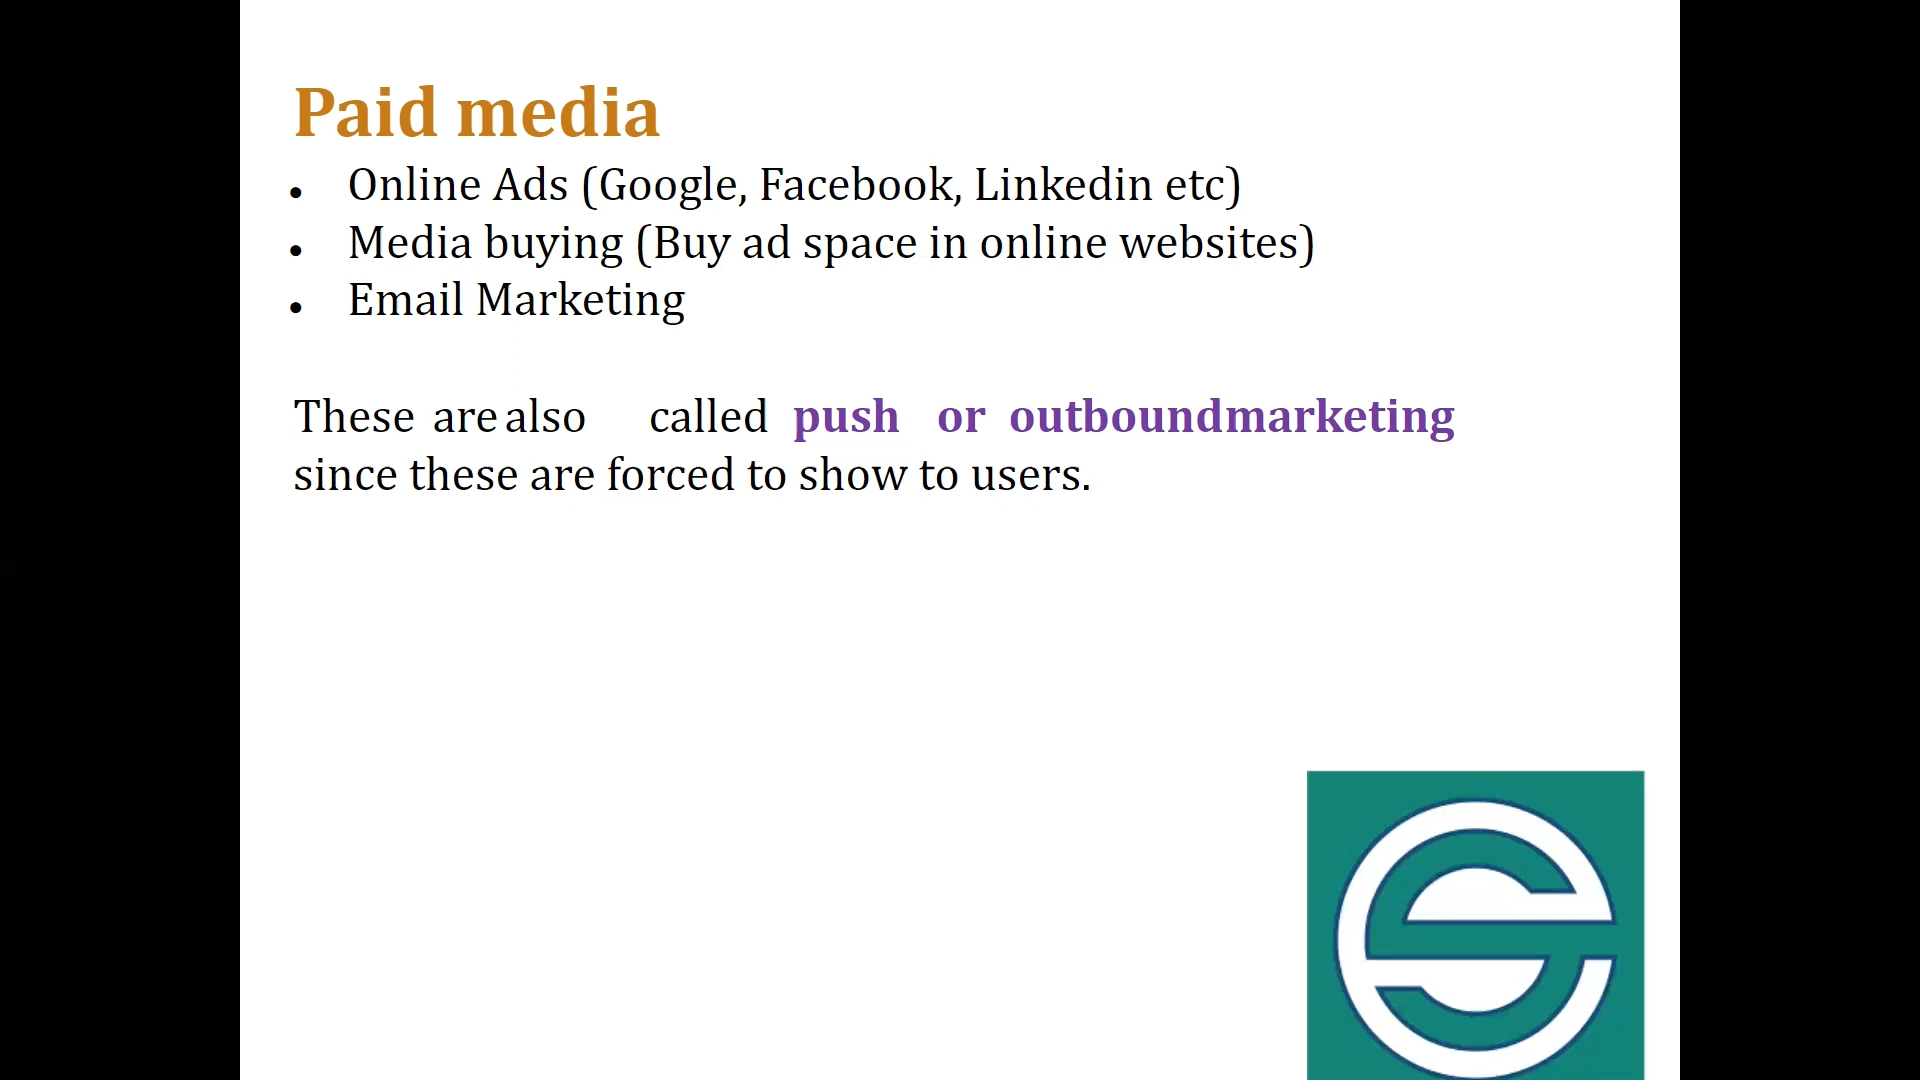 Paid media
• Online Ads (Google, Facebook, Linkedin etc)
• Media buying (Buy ad space in online websites)
• Email Marketing
These are also called push or outboundmarketing
since these are forced to show to users.